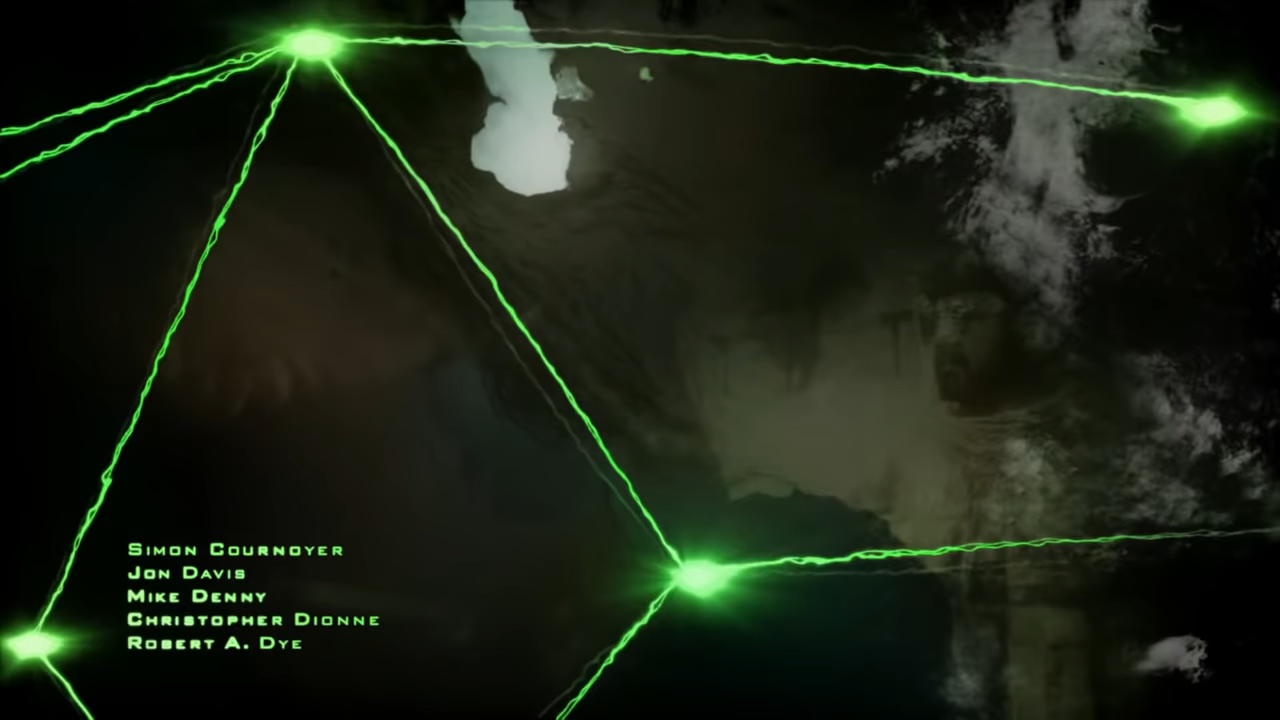 Simon Cournoyer
Jon Davis
Mike Denny
Christopher Dionne
Robert A. Dye